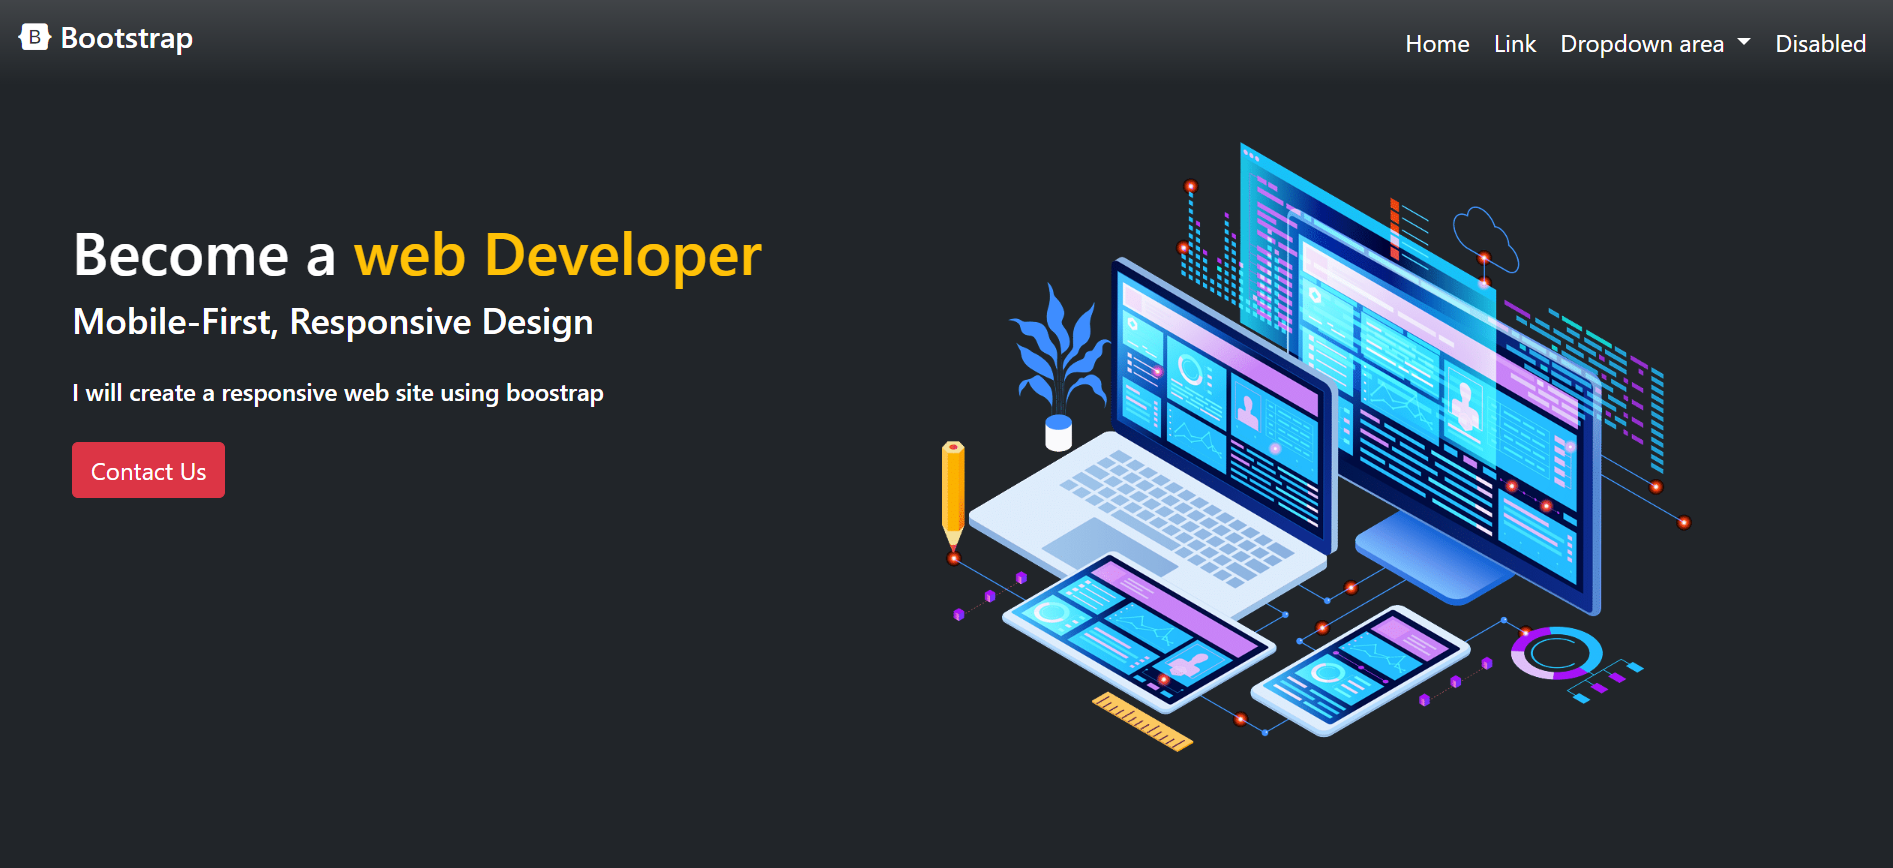 B Bootstrap
Home Link Dropdown area Disabled
Become a web Developer
Mobile-First, Responsive Design
I will create a responsive web site using boostrap
Contact Us